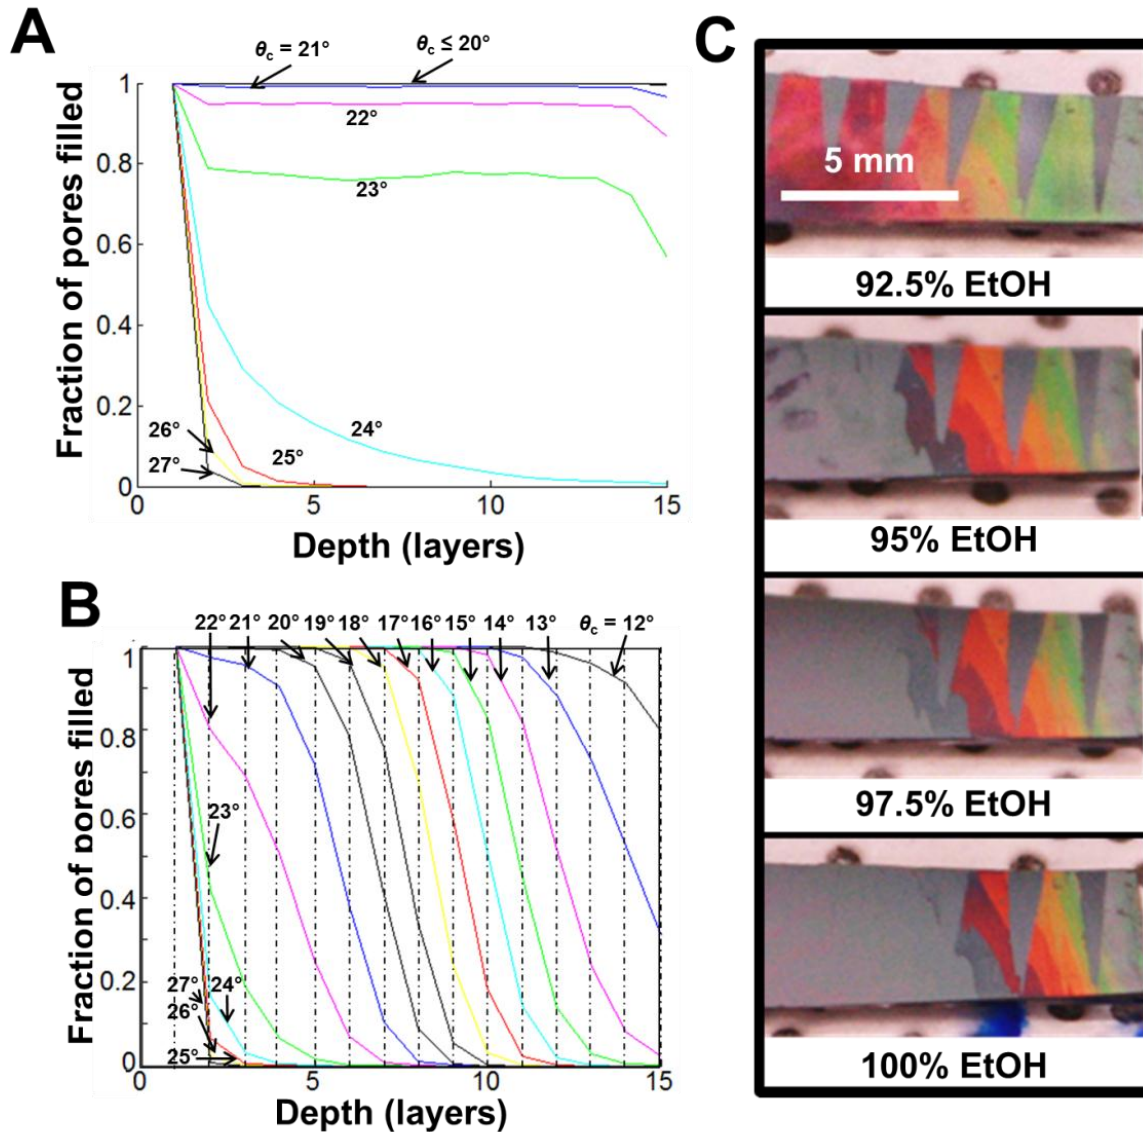 A
θc = 21°
θc ≤ 20°
22°
23°
24°
25°
26°
27°
Fraction of pores filled
1
0.8
0.6
0.4
0.2
0
0
5
10
15
Depth (layers)
B
22° 21° 20° 19° 18° 17° 16° 15° 14° 13° θc = 12°
23°
27° 24°
26°
25°
Fraction of pores filled
1
0.8
0.6
0.4
0.2
0
0
5
10
15
Depth (layers)
C
5 mm
92.5% EtOH
95% EtOH
97.5% EtOH
100% EtOH